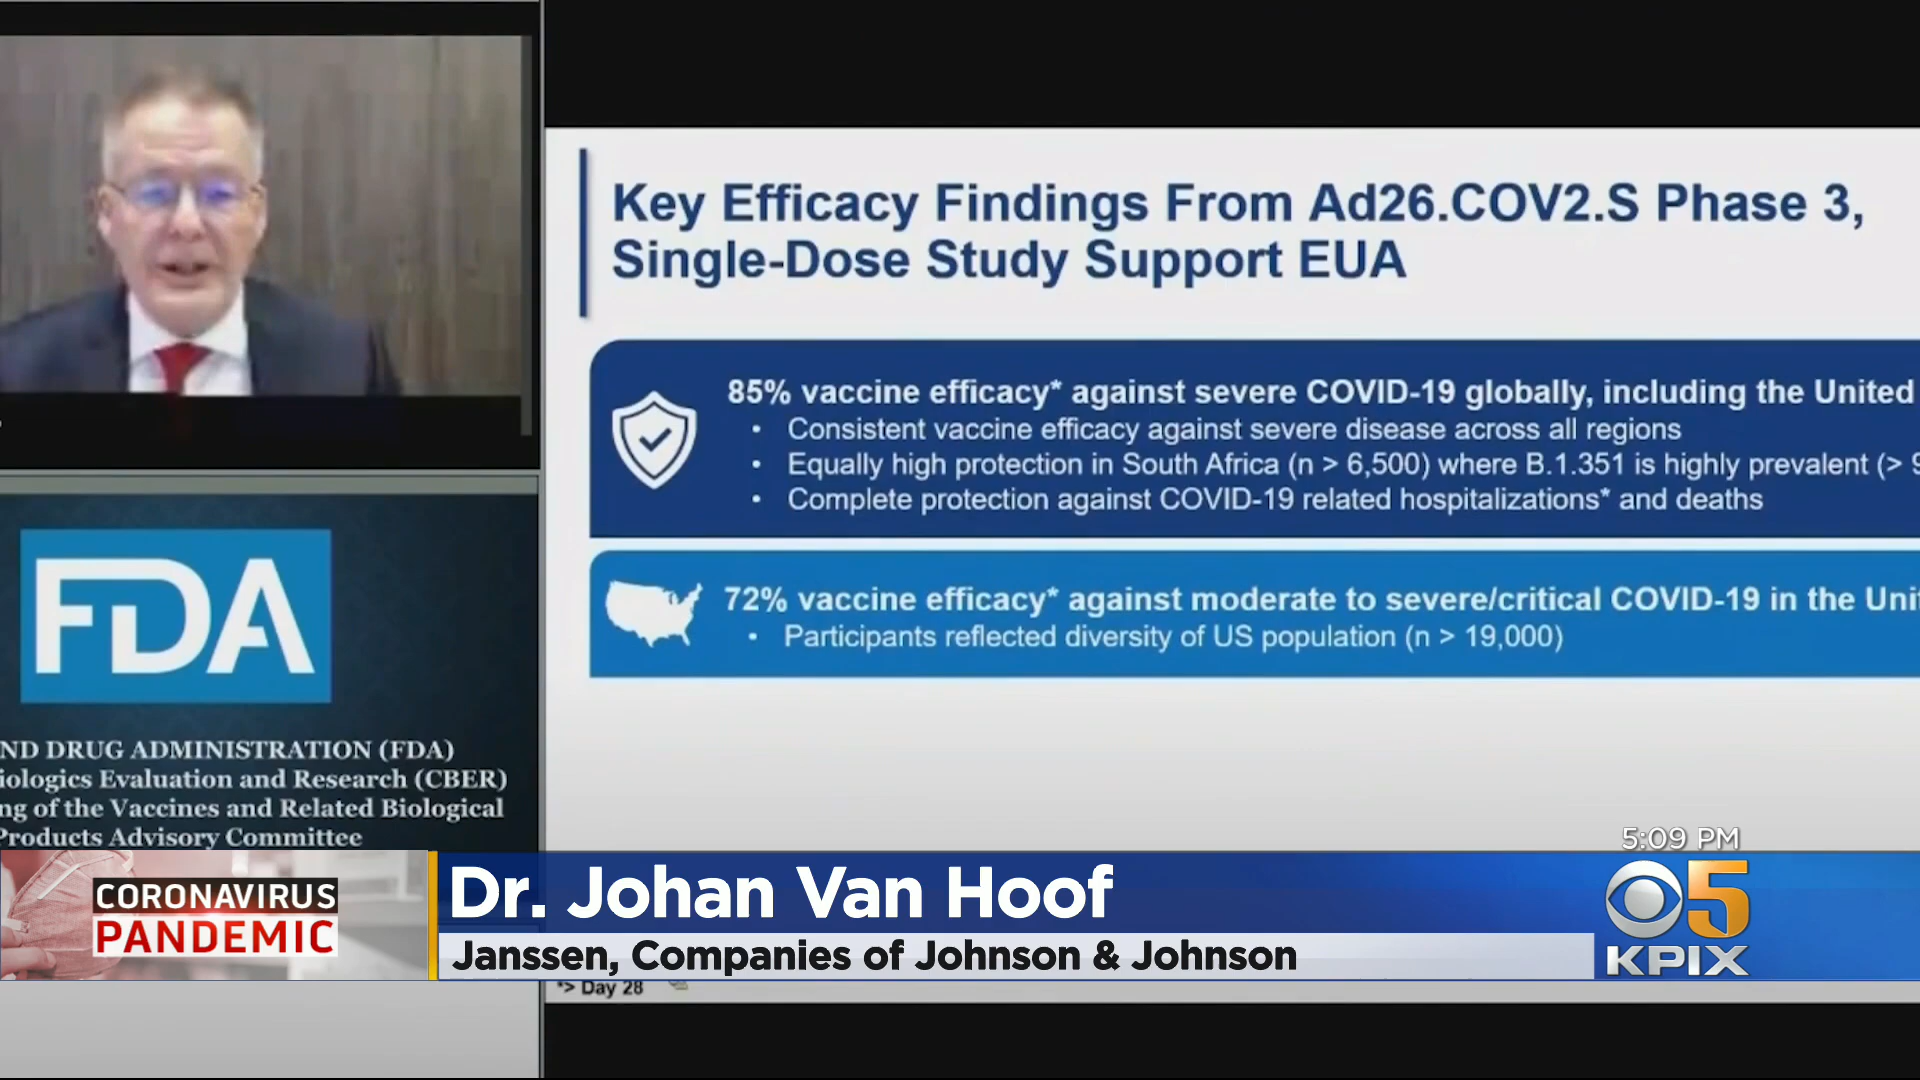 Key Efficacy Findings From Ad26.COV2.S Phase 3,
Single-Dose Study Support EUA
85% vaccine efficacy* against severe COVID-19 globally, including the United
• Consistent vaccine efficacy against severe disease across all regions
• Equally high protection in South Africa (n > 6,500) where B.1.351 is highly prevalent (> 9
• Complete protection against COVID-19 related hospitalizations* and deaths
72% vaccine efficacy* against moderate to severe/critical COVID-19 in the Uni
• Participants reflected diversity of US population (n > 19,000)
FDA
ND DRUG ADMINISTRATION (FDA)
iologics Evaluation and Research (CBER)
ng of the Vaccines and Related Biological
Products Advisory Committee
5:09 PM
CORONAVIRUS
PANDEMIC
Dr. Johan Van Hoof
Janssen, Companies of Johnson & Johnson
5
KPIX
*> Day 28